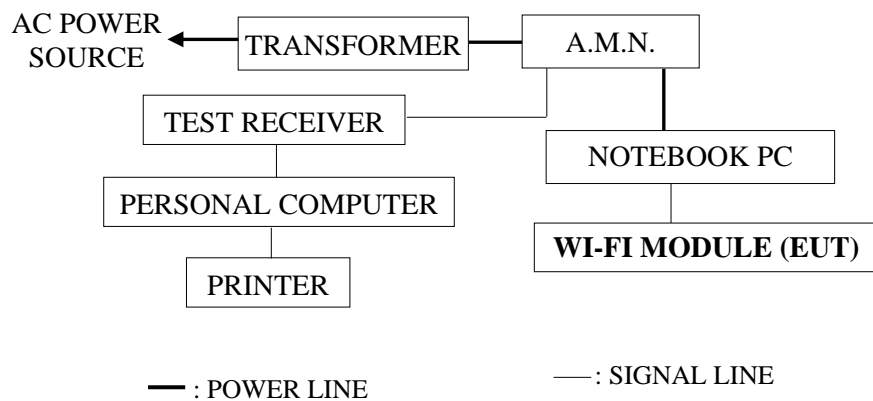 AC POWER
SOURCE
TRANSFORMER
A.M.N.
TEST RECEIVER
NOTEBOOK PC
PERSONAL COMPUTER
WI-FI MODULE (EUT)
PRINTER
: POWER LINE
: SIGNAL LINE